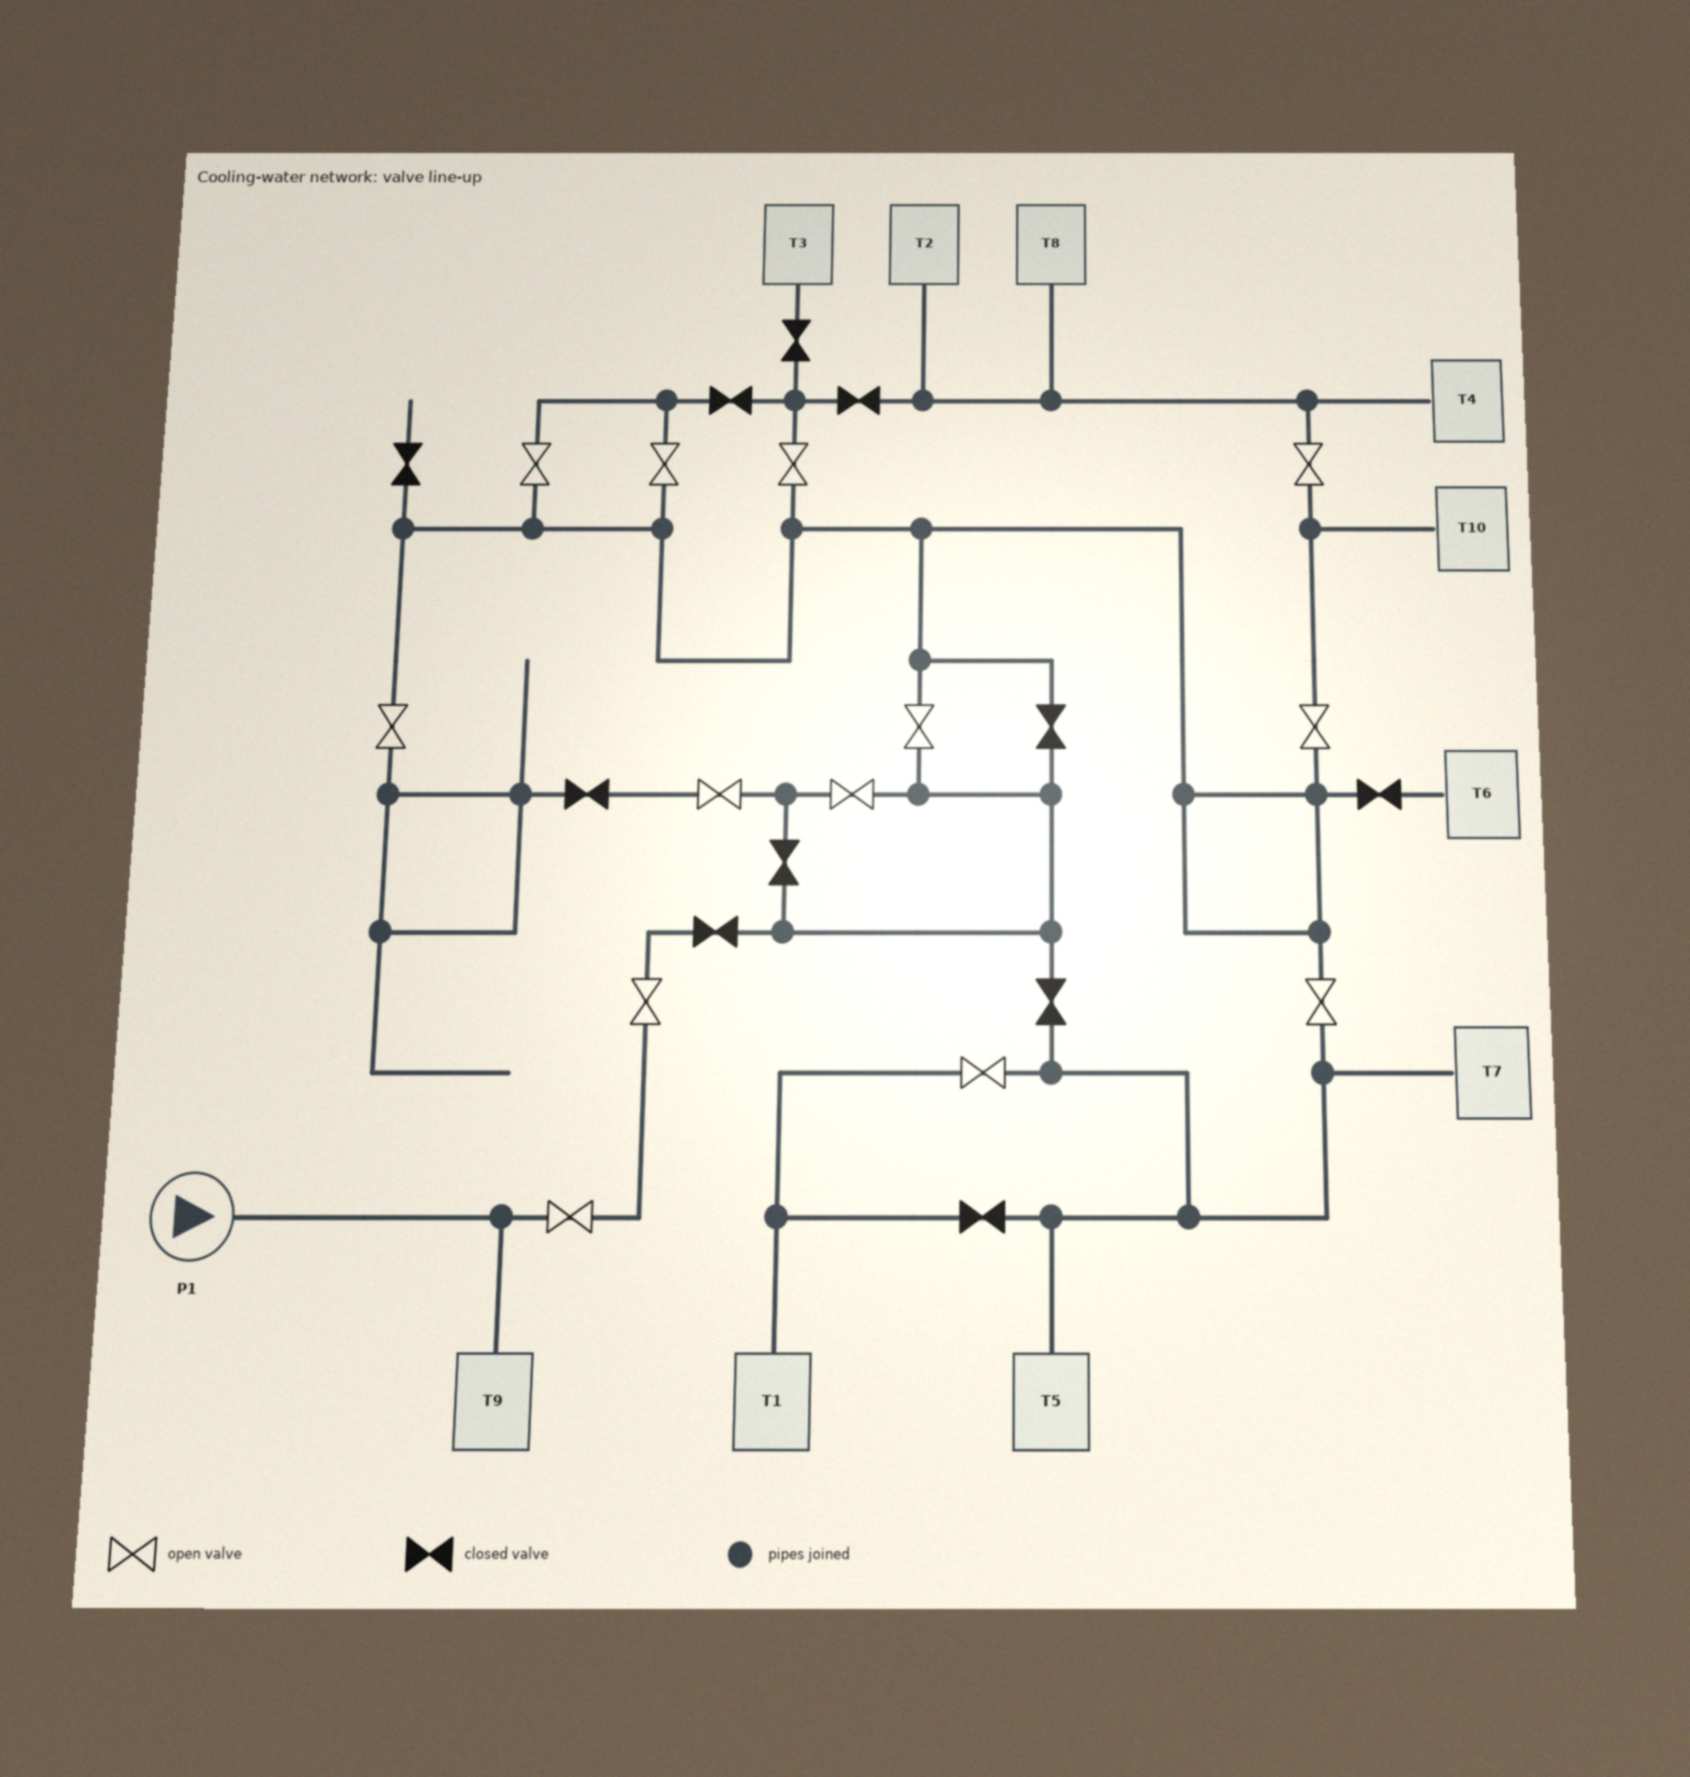 Cooling-water network: valve line-up
T3
T2
T8
T4
T10
T6
T7
P1
T9
T1
T5
open valve
closed valve
pipes joined